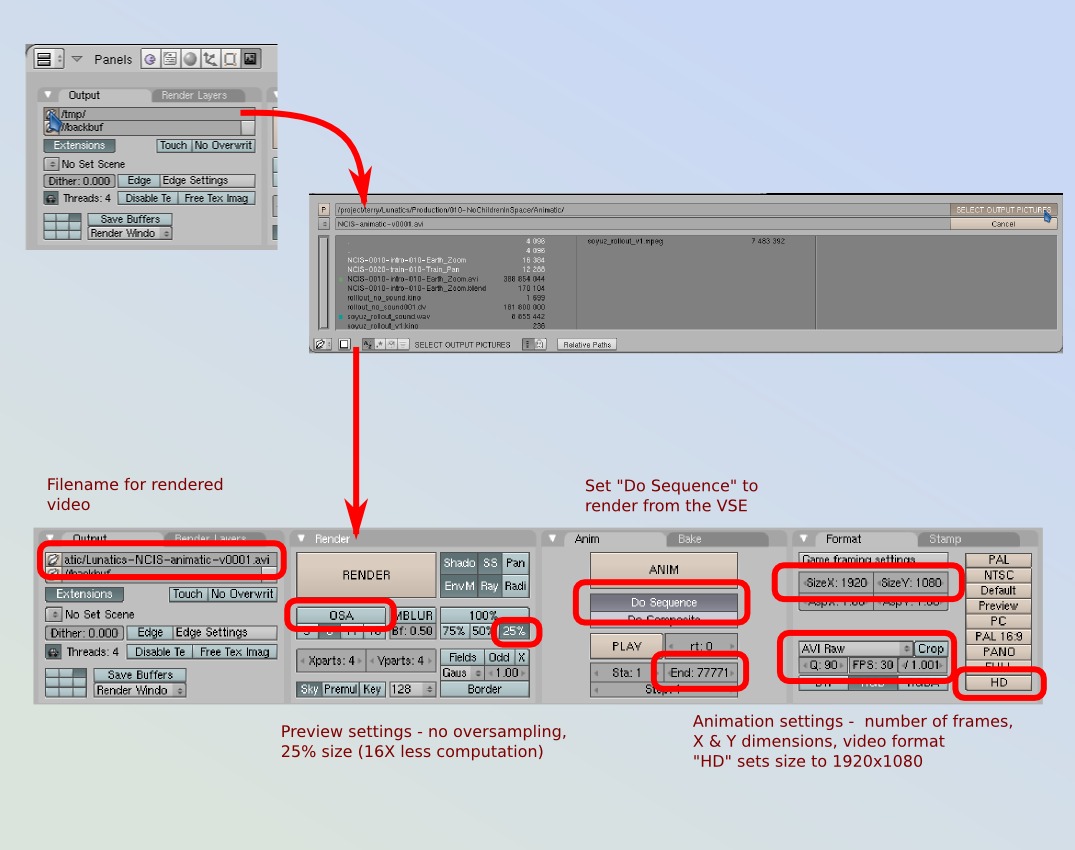 Panels
Output Render Layers
/tmp/
//backbuf
Extensions Touch No Overwrit
No Set Scene
Dither: 0.000 Edge Edge Settings
Threads: 4 Disable Te Free Tex Imag
Save Buffers
Render Windo
P /project/terry/Lunatics/Production/010-NoChildrenInSpace/Animatic/ SELECT OUTPUT PICTURES
NCIS-animatic-v0001.avi Cancel
. 4 096 soyuz_rollout_v1.mpeg 7 483 392
4 096
NCIS-0010-intro-010-Earth_Zoom 16 384
NCIS-0020-train-010-Train_Pan 12 288
NCIS-0010-intro-010-Earth_Zoom.avi 398 854 044
NCIS-0010-intro-010-Earth_Zoom.blend 170 104
rollout_no_sound.kino 1 699
rollout_no_sound001.dv 181 800 000
soyuz_rollout_sound.wav 6 855 442
soyuz_rollout_v1.kino 236
SELECT OUTPUT PICTURES Relative Paths
Filename for rendered
video
Set "Do Sequence" to
render from the VSE
Output Render Layers
atic/Lunatics-NCIS-animatic-v0001.avi
//backbuf
Extensions Touch No Overwrit
No Set Scene
Dither: 0.000 Edge Edge Settings
Threads: 4 Disable Te Free Tex Imag
Save Buffers
Render Windo
Render
RENDER Shado SS Pan
EnvM Ray Radi
OSA MBLUR 100%
5 8 11 16 Bf: 0.50 75% 50% 25%
Xparts: 4 Yparts: 4 Fields Odd X
Gaus 1.00
Sky Premul Key 128 Border
Anim Bake
ANIM
Do Sequence
Do Composite
PLAY rt: 0
Sta: 1 End: 77771
Step: 1
Format Stamp
Game framing settings
SizeX: 1920 SizeY: 1080
AspX: 1.00 AspY: 1.00
AVI Raw Crop
Q: 90 FPS: 30 / 1.001
BW RGB RGBA
PAL
NTSC
Default
Preview
PC
PAL 16:9
PANO
FULL
HD
Preview settings - no oversampling,
25% size (16X less computation)
Animation settings - number of frames,
X & Y dimensions, video format
"HD" sets size to 1920x1080